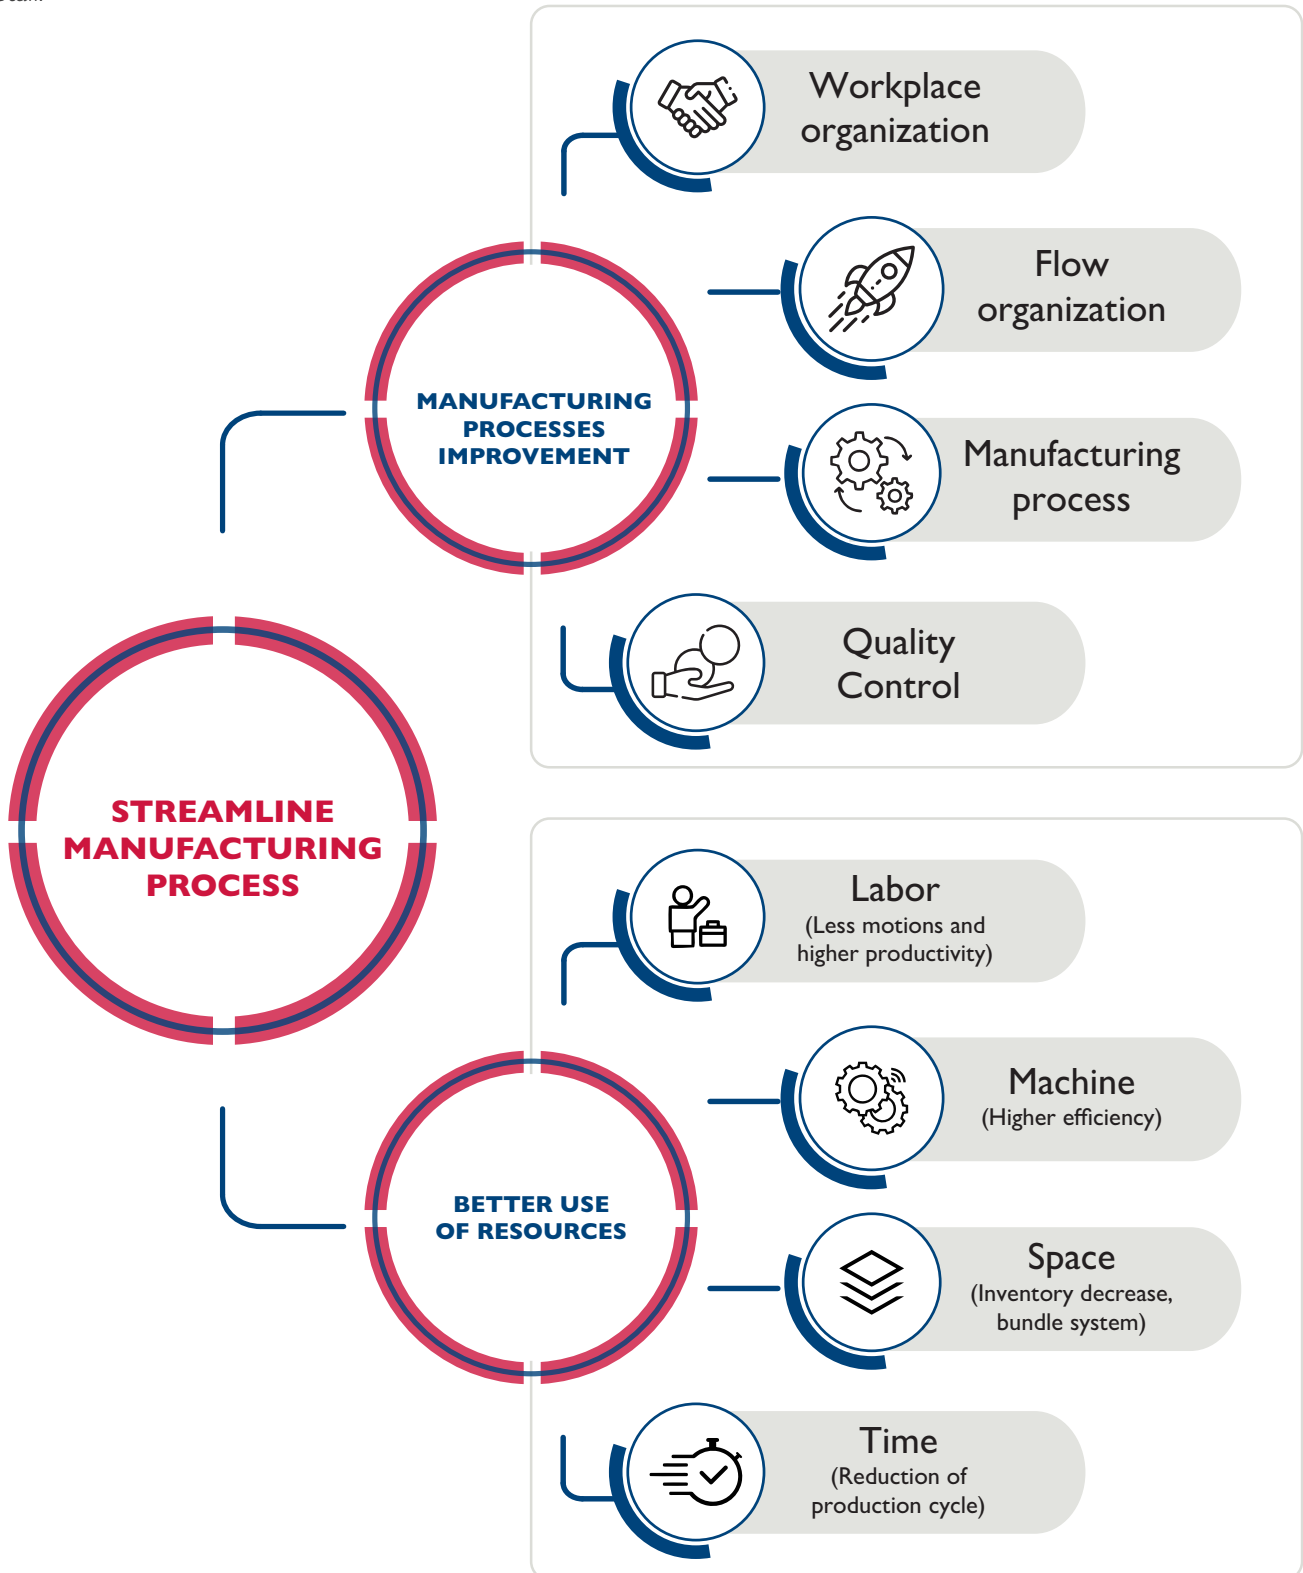 Workplace
organization
Flow
organization
MANUFACTURING
PROCESSES
IMPROVEMENT
Manufacturing
process
Quality
Control
STREAMLINE
MANUFACTURING
PROCESS
Labor
(Less motions and
higher productivity)
Machine
(Higher efficiency)
BETTER USE
OF RESOURCES
Space
(Inventory decrease,
bundle system)
Time
(Reduction of
production cycle)